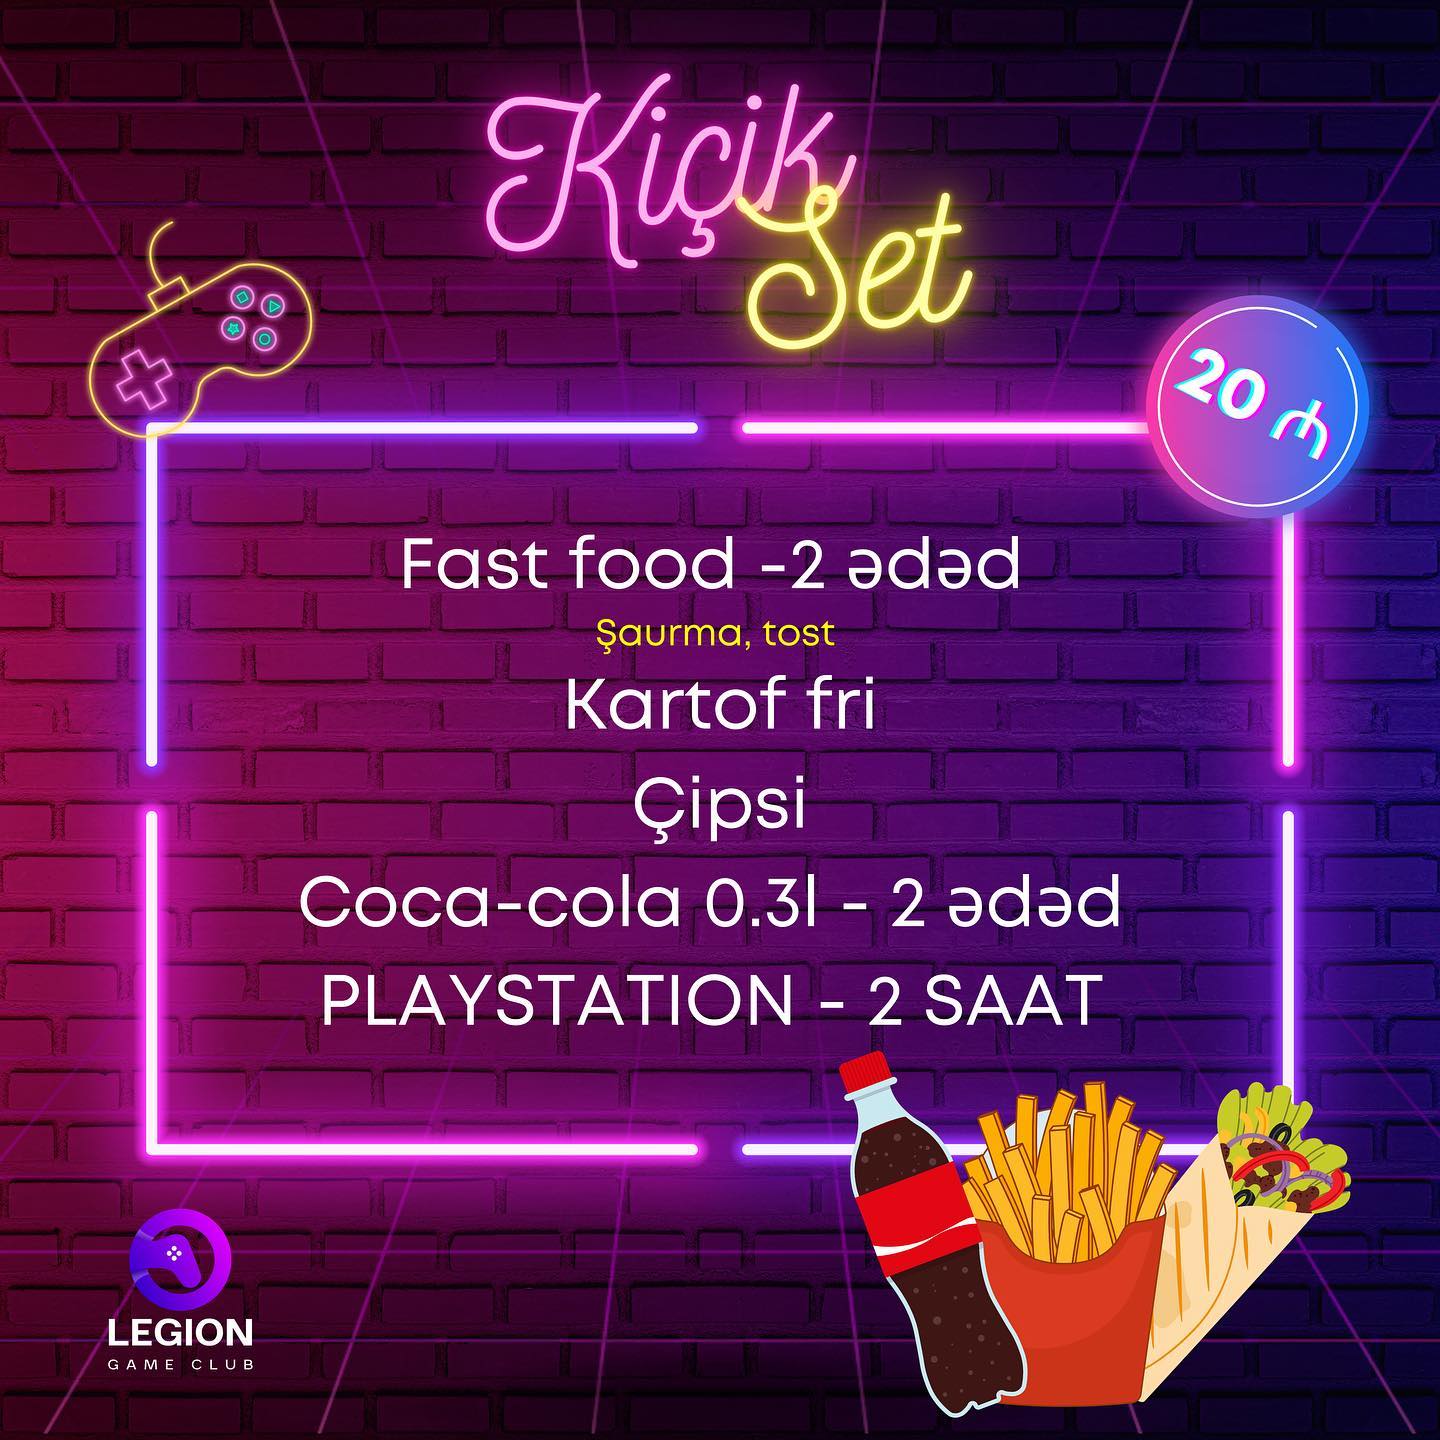 Kiçik
Set
20 ₼
Fast food -2 ədəd
Şaurma, tost
Kartof fri
Çipsi
Coca-cola 0.3l - 2 ədəd
PLAYSTATION - 2 SAAT
LEGION
GAME CLUB